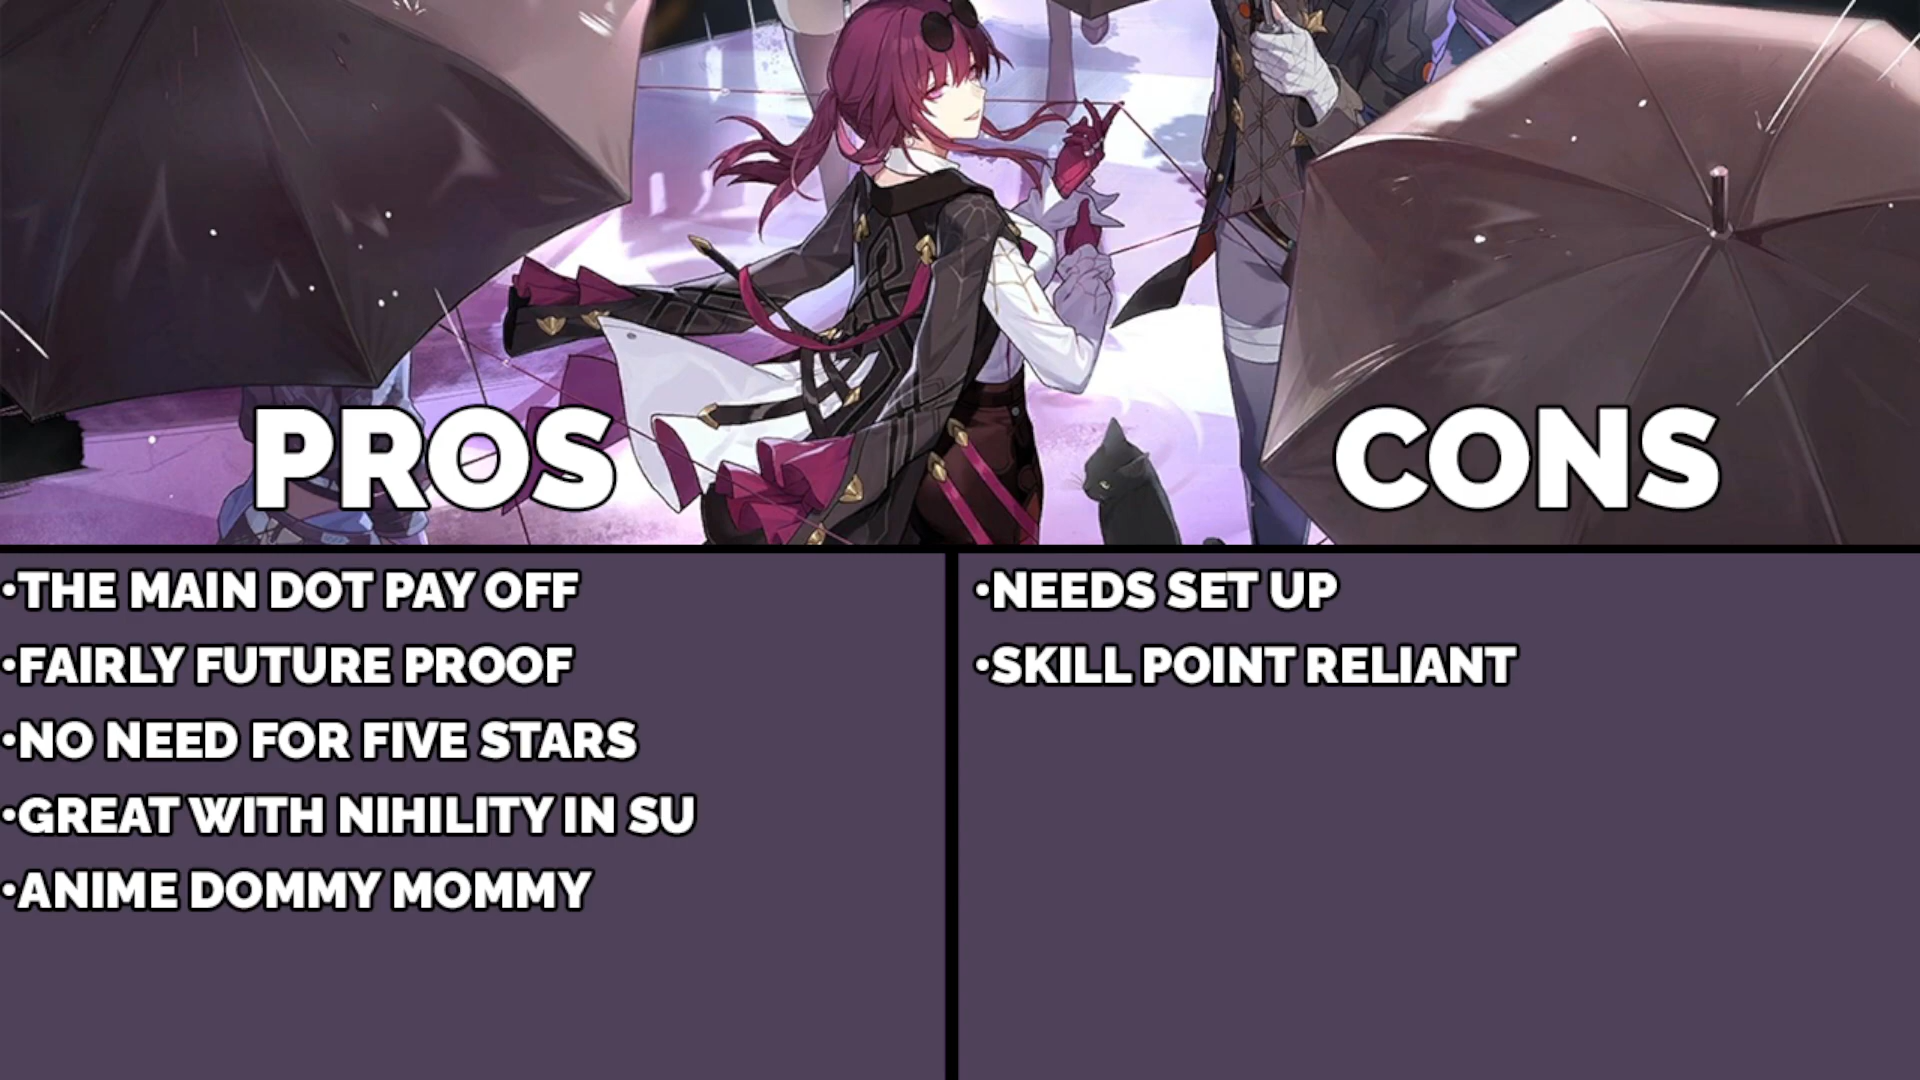 PROS
•THE MAIN DOT PAY OFF
•FAIRLY FUTURE PROOF
•NO NEED FOR FIVE STARS
•GREAT WITH NIHILITY IN SU
•ANIME DOMMY MOMMY
CONS
•NEEDS SET UP
•SKILL POINT RELIANT